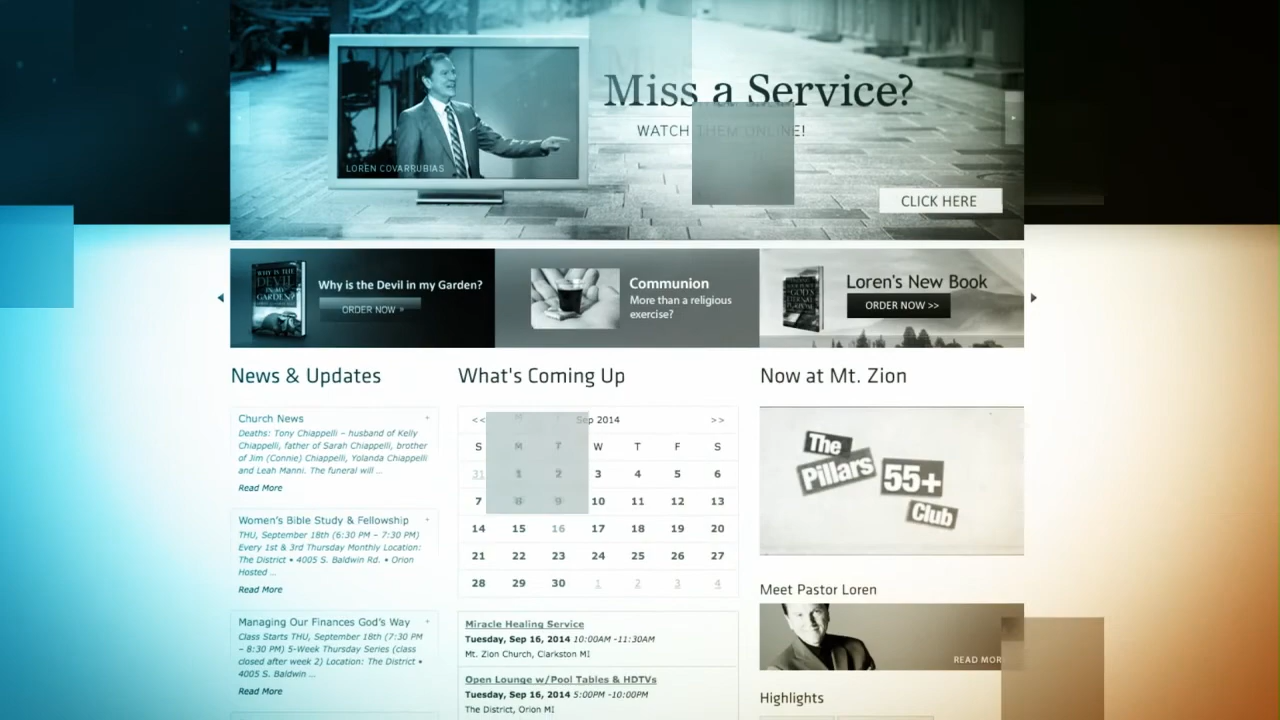 Miss a Service?
WATCH THEM ONLINE!
LOREN COVARRUBIAS
CLICK HERE
WHY IS THE
DEVIL
IN MY
GARDEN?
Why is the Devil in my Garden?
ORDER NOW »
Communion
More than a religious
exercise?
Loren's New Book
ORDER NOW >>
News & Updates
Church News +
Deaths: Tony Chiappelli – husband of Kelly
Chiappelli, father of Sarah Chiappelli, brother
of Jim (Connie) Chiappelli, Yolanda Chiappelli
and Leah Manni. The funeral will ...
Read More
Women's Bible Study & Fellowship +
THU, September 18th (6:30 PM – 7:30 PM)
Every 1st & 3rd Thursday Monthly Location:
The District • 4005 S. Baldwin Rd. • Orion
Hosted ...
Read More
Managing Our Finances God's Way +
Class Starts THU, September 18th (7:30 PM
– 8:30 PM) 5-Week Thursday Series (class
closed after week 2) Location: The District •
4005 S. Baldwin ...
Read More
What's Coming Up
<< Sep 2014 >>
S M T W T F S
31 1 2 3 4 5 6
7 8 9 10 11 12 13
14 15 16 17 18 19 20
21 22 23 24 25 26 27
28 29 30 1 2 3 4
Miracle Healing Service
Tuesday, Sep 16, 2014 10:00AM -11:30AM
Mt. Zion Church, Clarkston MI
Open Lounge w/Pool Tables & HDTVs
Tuesday, Sep 16, 2014 5:00PM -10:00PM
The District, Orion MI
Now at Mt. Zion
The
Pillars
55+
Club
Meet Pastor Loren
READ MOR
Highlights